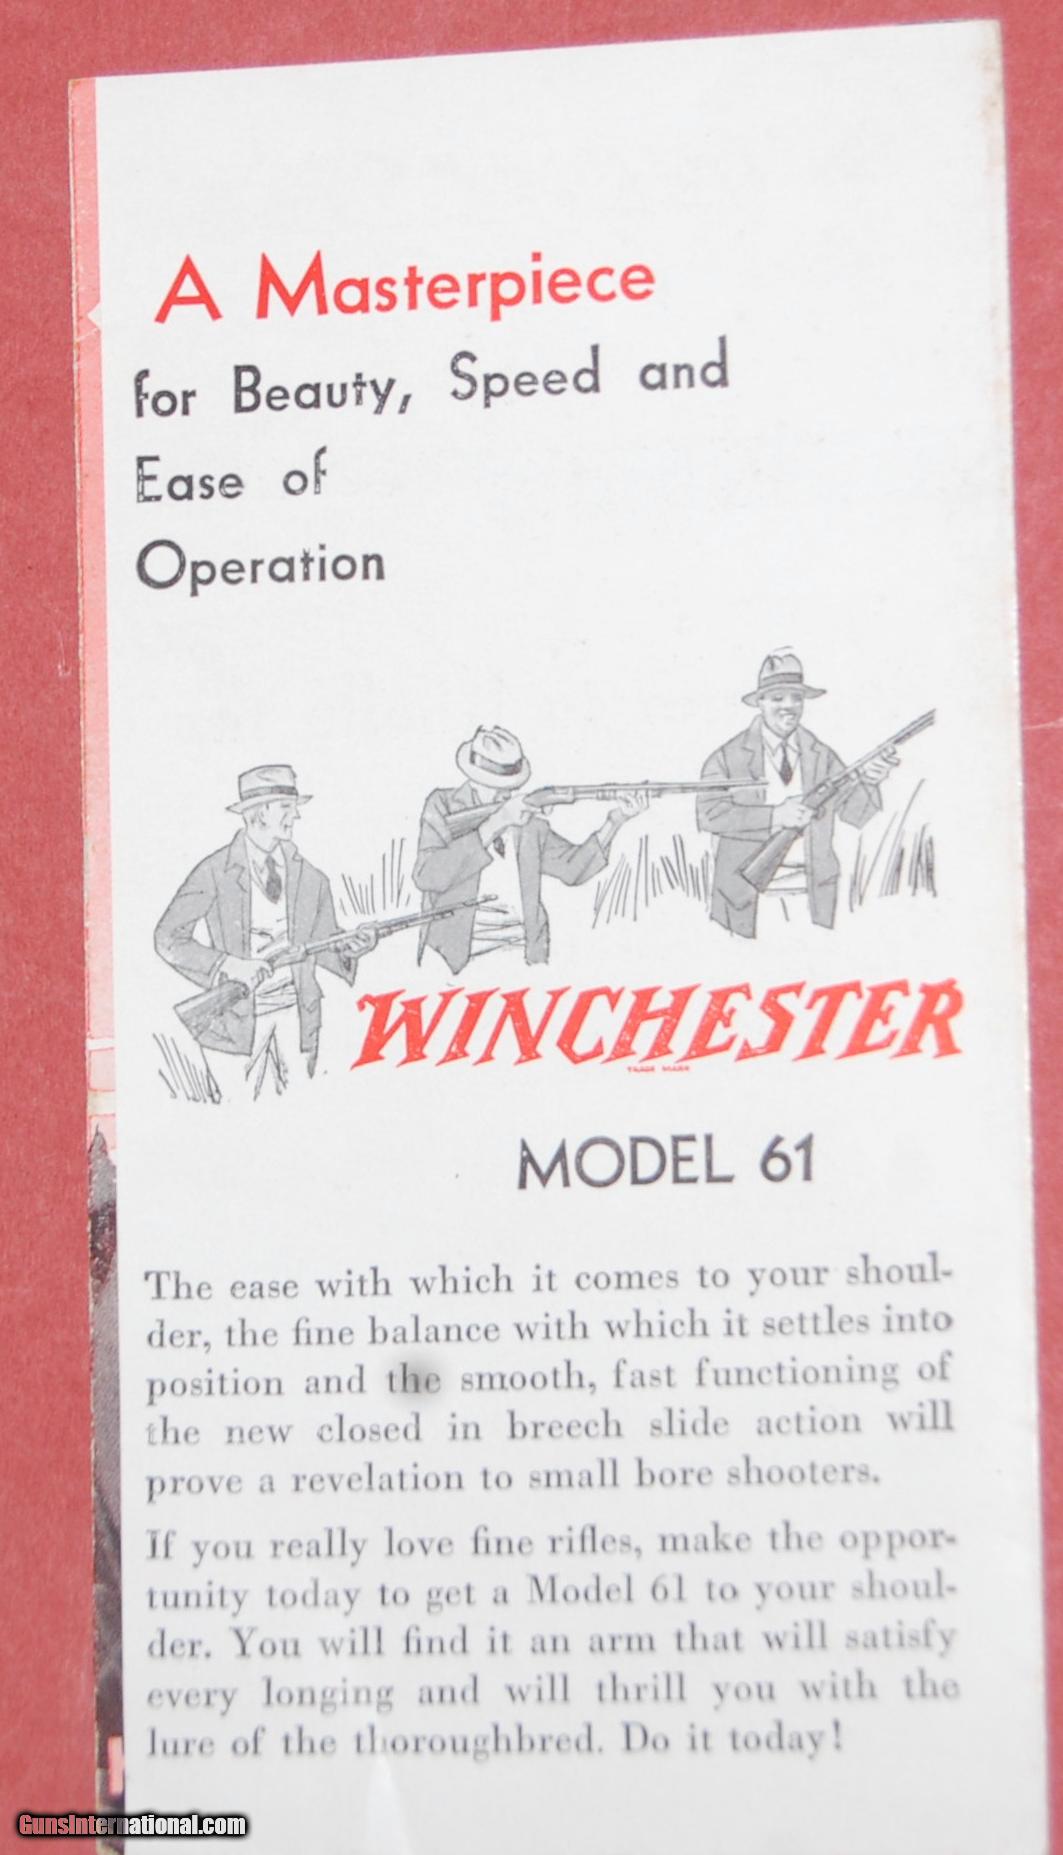 A Masterpiece
for Beauty, Speed and
Ease of
Operation
WINCHESTER
TRADE MARK
MODEL 61
The ease with which it comes to your shoul-
der, the fine balance with which it settles into
position and the smooth, fast functioning of
the new closed in breech slide action will
prove a revelation to small bore shooters.
If you really love fine rifles, make the oppor-
tunity today to get a Model 61 to your shoul-
der. You will find it an arm that will satisfy
every longing and will thrill you with the
lure of the thoroughbred. Do it today!
GunsInternational.com